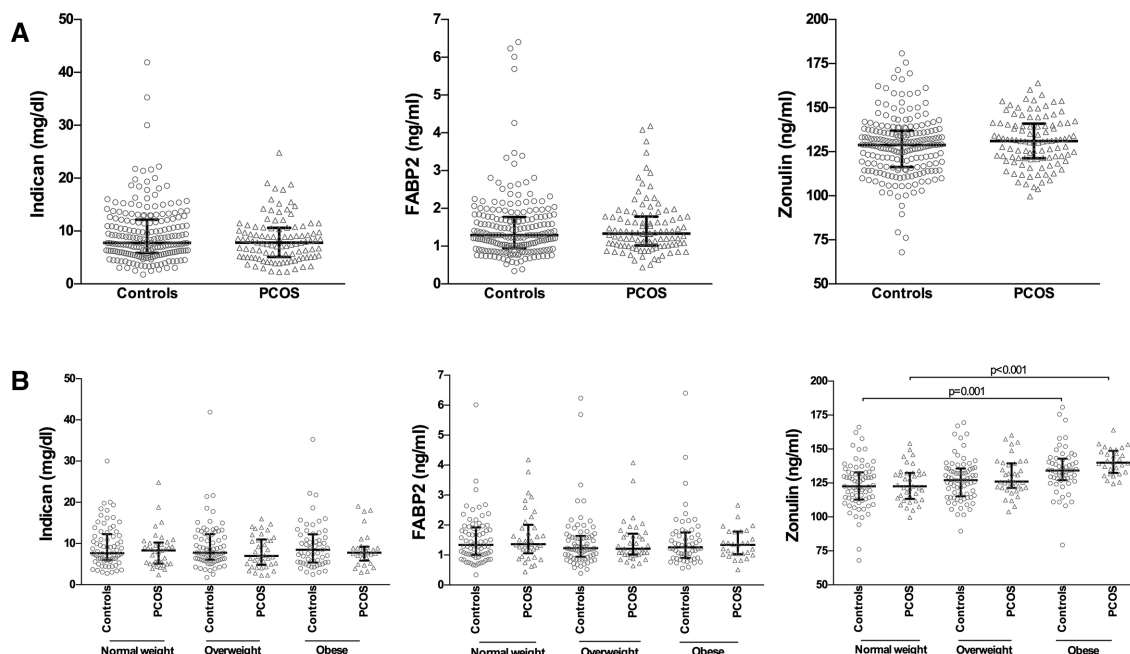 A
Indican (mg/dl)
50
40
30
20
10
0
Controls
PCOS
FABP2 (ng/ml)
7
6
5
4
3
2
1
0
Controls
PCOS
Zonulin (ng/ml)
200
175
150
125
100
75
50
Controls
PCOS
B
Indican (mg/dl)
50
40
30
20
10
0
Controls
PCOS
Controls
PCOS
Controls
PCOS
Normal weight
Overweight
Obese
FABP2 (ng/ml)
7
6
5
4
3
2
1
0
Controls
PCOS
Controls
PCOS
Controls
PCOS
Normal weight
Overweight
Obese
Zonulin (ng/ml)
200
175
150
125
100
75
50
p<0.001
p=0.001
Controls
PCOS
Controls
PCOS
Controls
PCOS
Normal weight
Overweight
Obese